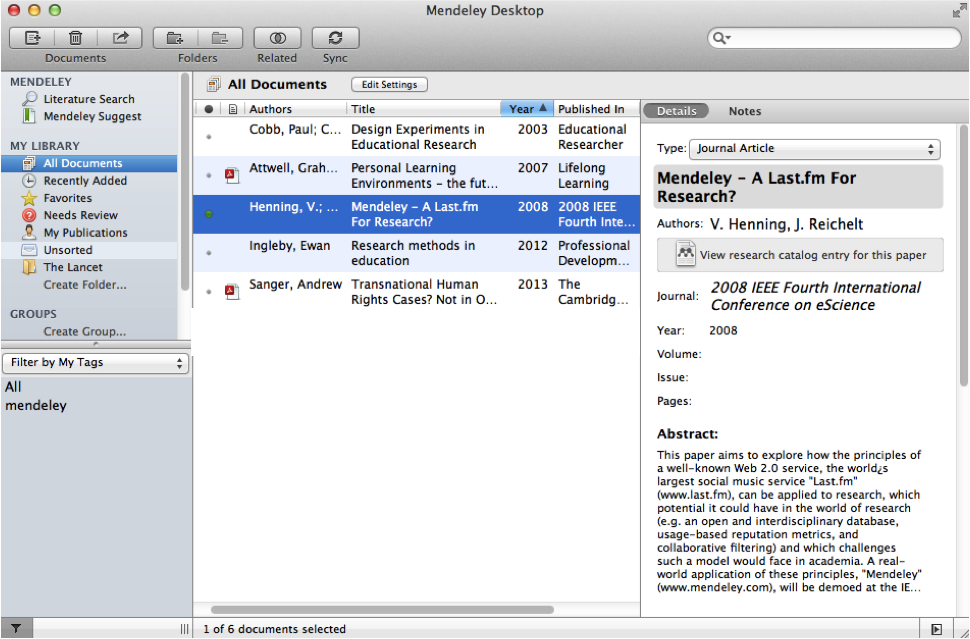 Mendeley Desktop
Documents
Folders
Related
Sync
MENDELEY
Literature Search
Mendeley Suggest
MY LIBRARY
All Documents
Recently Added
Favorites
Needs Review
My Publications
Unsorted
The Lancet
Create Folder...
GROUPS
Create Group...
Filter by My Tags
All
mendeley
All Documents
Edit Settings
Authors Title Year Published In
Cobb, Paul; C... Design Experiments in 2003 Educational
Educational Research Researcher
Attwell, Grah... Personal Learning 2007 Lifelong
Environments – the fut... Learning
Henning, V.; ... Mendeley – A Last.fm 2008 2008 IEEE
For Research? Fourth Inte...
Ingleby, Ewan Research methods in 2012 Professional
education Developm...
Sanger, Andrew Transnational Human 2013 The
Rights Cases? Not in O... Cambridg...
1 of 6 documents selected
Details Notes
Type: Journal Article
Mendeley – A Last.fm For
Research?
Authors: V. Henning, J. Reichelt
View research catalog entry for this paper
Journal: 2008 IEEE Fourth International
Conference on eScience
Year: 2008
Volume:
Issue:
Pages:
Abstract:
This paper aims to explore how the principles of
a well-known Web 2.0 service, the world¿s
largest social music service "Last.fm"
(www.last.fm), can be applied to research, which
potential it could have in the world of research
(e.g. an open and interdisciplinary database,
usage-based reputation metrics, and
collaborative filtering) and which challenges
such a model would face in academia. A real-
world application of these principles, "Mendeley"
(www.mendeley.com), will be demoed at the IE...